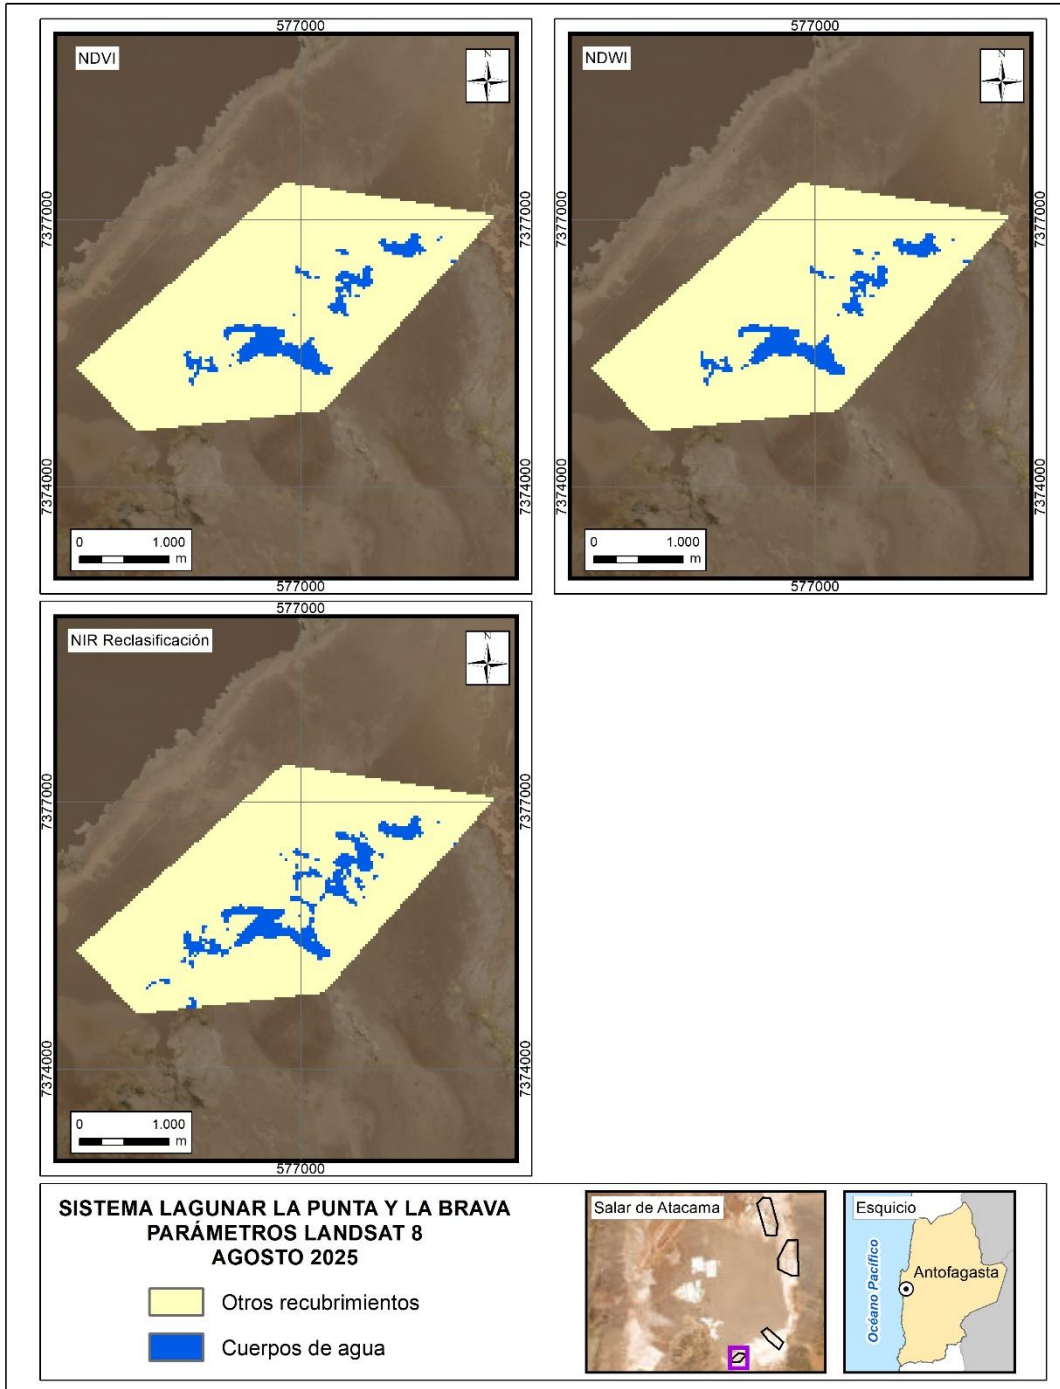 577000
577000
NDVI
N
NDWI
N
7377000
7377000
7377000
7377000
7374000
7374000
7374000
7374000
0 1.000
m
0 1.000
m
577000
577000
577000
NIR Reclasificación
N
7377000
7377000
7374000
7374000
0 1.000
m
577000
SISTEMA LAGUNAR LA PUNTA Y LA BRAVA
PARÁMETROS LANDSAT 8
AGOSTO 2025
Otros recubrimientos
Cuerpos de agua
Salar de Atacama
Esquicio
Océano Pacífico
Antofagasta